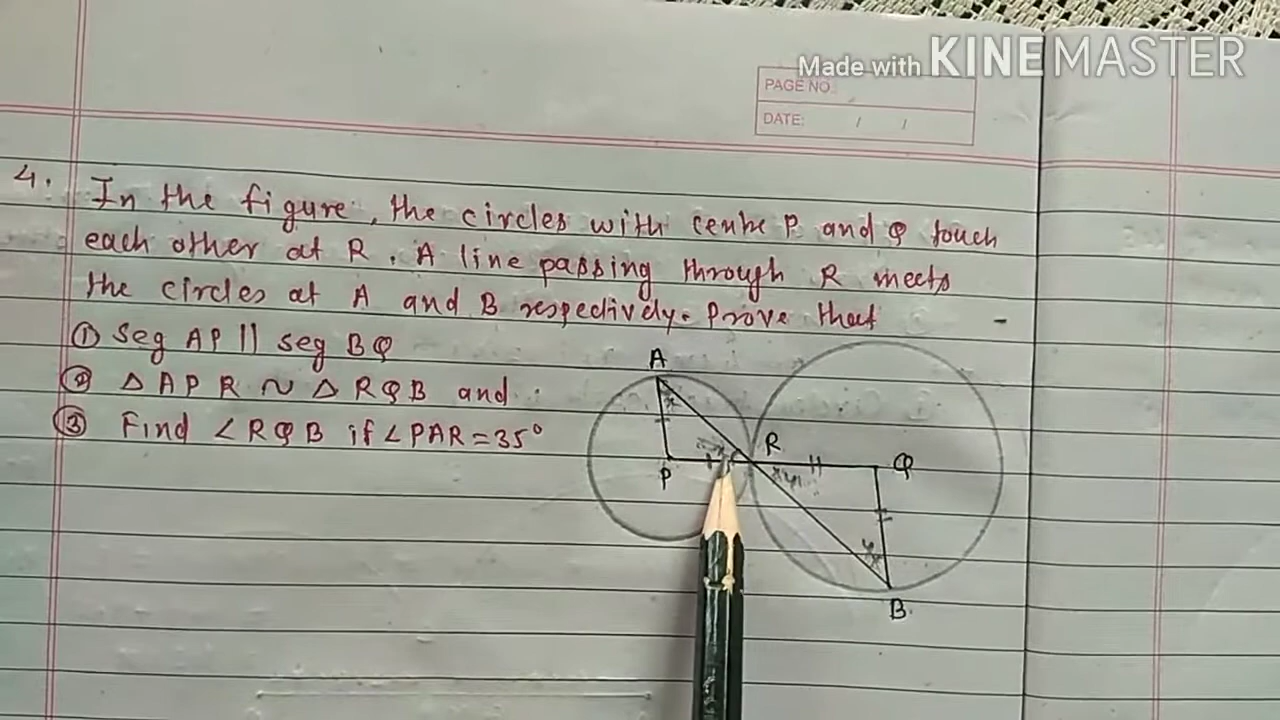 Made with KINEMASTER
PAGE NO.
DATE: / /
4. In the figure, the circles with centre P and Q touch
each other at R. A line passing through R meets
the circles at A and B respectively. Prove that
① Seg AP || seg BQ
② △ APR ~ △ RQB and
③ Find ∠RQB if ∠PAR = 35°
A
x
R
P
x
y
Q
B